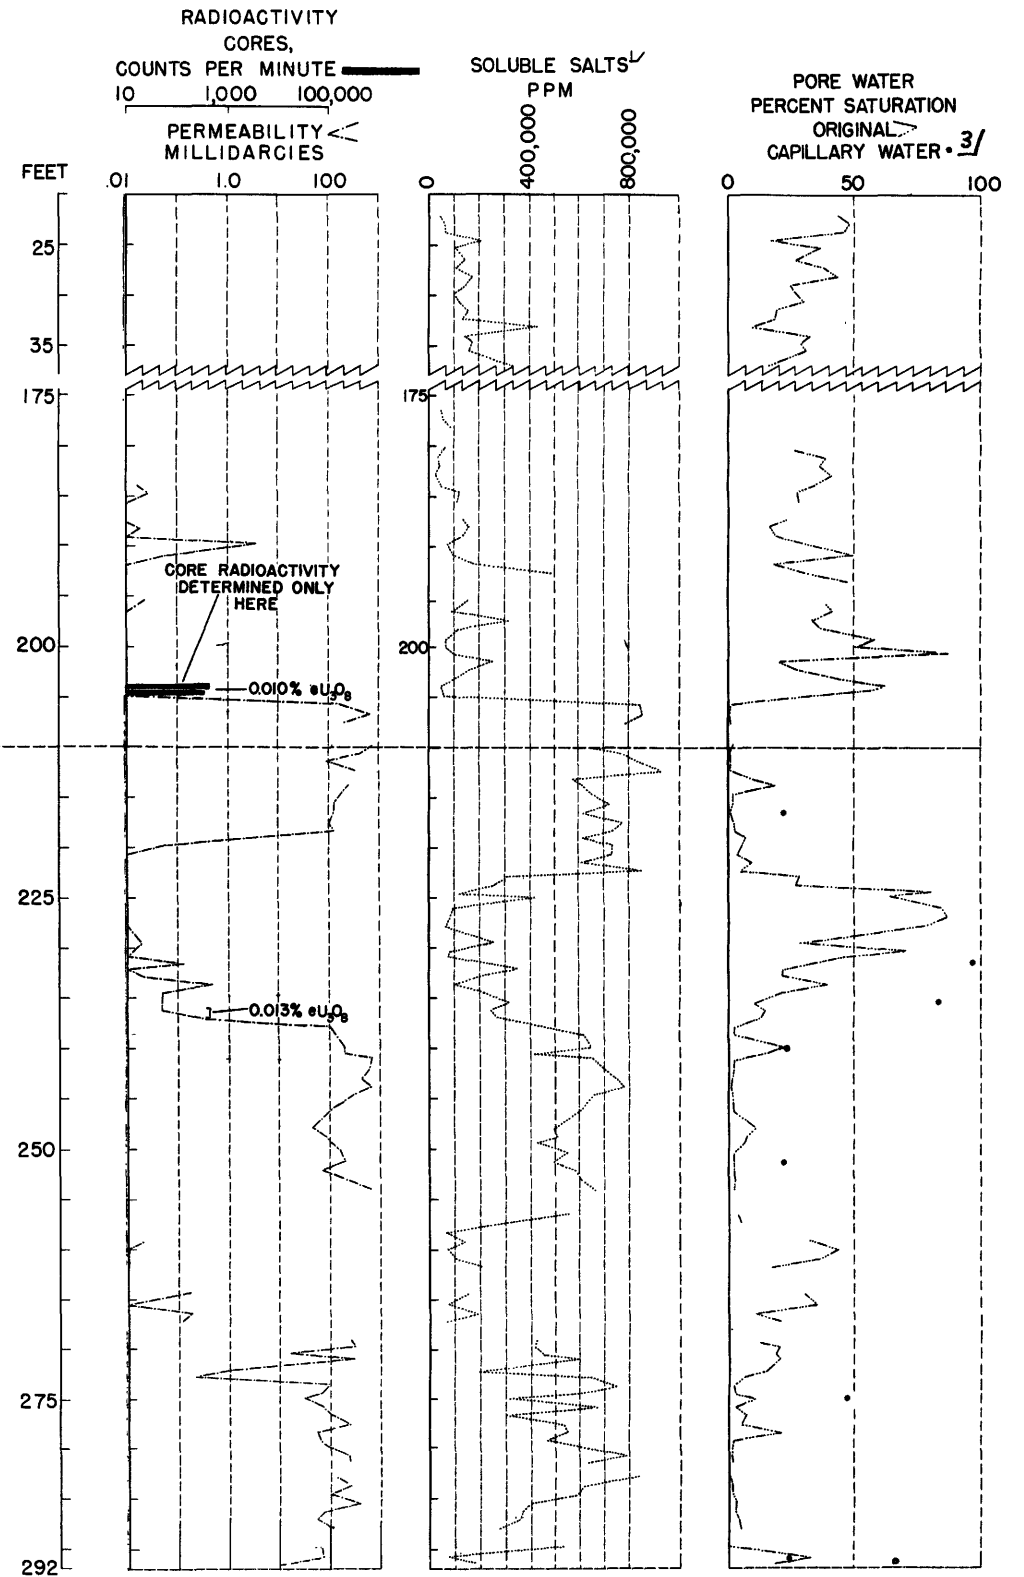 RADIOACTIVITY
CORES,
COUNTS PER MINUTE
10 1,000 100,000
PERMEABILITY
MILLIDARCIES
FEET
.01 1.0 100
SOLUBLE SALTS 1/
PPM
0 400,000 800,000
PORE WATER
PERCENT SATURATION
ORIGINAL
CAPILLARY WATER • 3/
0 50 100
25
35
175
175
CORE RADIOACTIVITY
DETERMINED ONLY
HERE
200
200
0.010% eU3O8
225
0.013% eU3O8
250
275
292